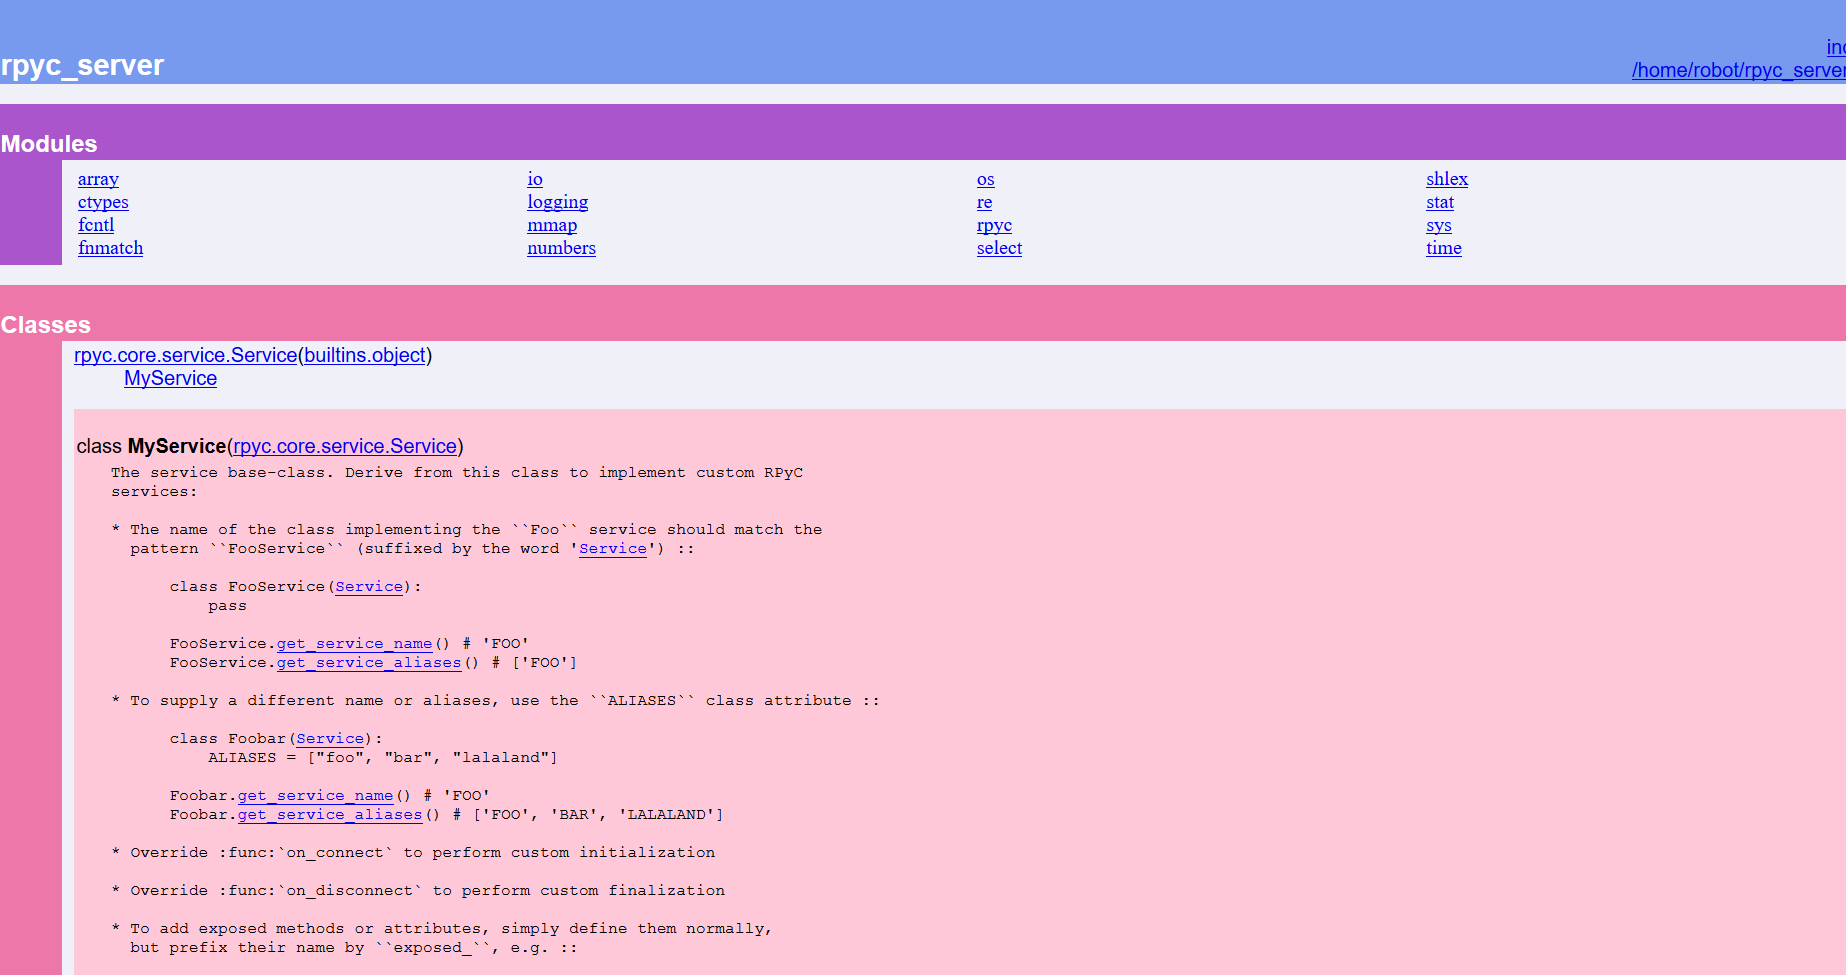 inc
rpyc_server
/home/robot/rpyc_server
Modules
array io os shlex
ctypes logging re stat
fcntl mmap rpyc sys
fnmatch numbers select time
Classes
rpyc.core.service.Service(builtins.object)
MyService
class MyService(rpyc.core.service.Service)
The service base-class. Derive from this class to implement custom RPyC
services:
* The name of the class implementing the ``Foo`` service should match the
pattern ``FooService`` (suffixed by the word 'Service') ::
class FooService(Service):
pass
FooService.get_service_name() # 'FOO'
FooService.get_service_aliases() # ['FOO']
* To supply a different name or aliases, use the ``ALIASES`` class attribute ::
class Foobar(Service):
ALIASES = ["foo", "bar", "lalaland"]
Foobar.get_service_name() # 'FOO'
Foobar.get_service_aliases() # ['FOO', 'BAR', 'LALALAND']
* Override :func:`on_connect` to perform custom initialization
* Override :func:`on_disconnect` to perform custom finalization
* To add exposed methods or attributes, simply define them normally,
but prefix their name by ``exposed_``, e.g. ::